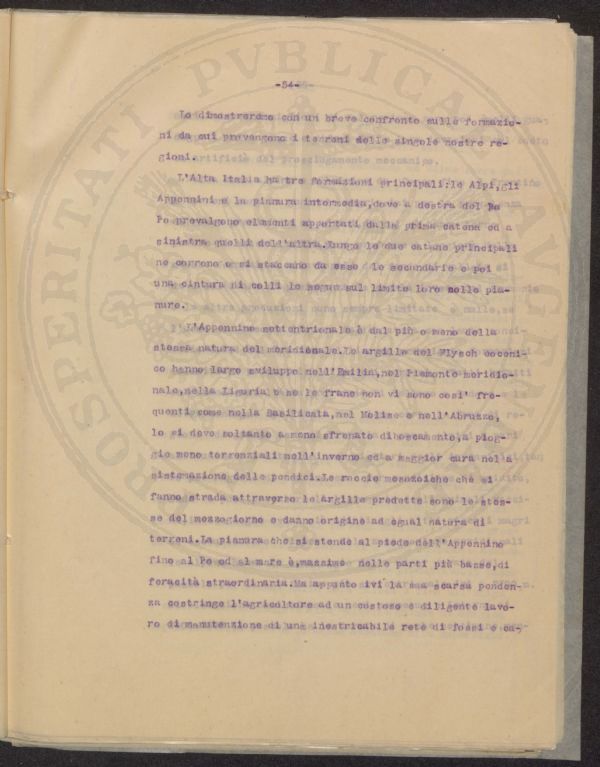 -54-
Lo dimostreremo con un breve confronto sulle formazio-
ni da cui provengono i terreni delle singole nostre re-
gioni.
L'Alta Italia ha tre formazioni principali:le Alpi,gli
Appennini e la pianura intermedia,dove a destra del Po
Po prevalgono elementi apportati dalla prima catena ed a
sinistra quelli dell'altra.Lungo le due catene principali
ne corrono o si staccano da esse le secondarie e poi
una cintura di colli le segue sul limite loro colle pia-
nure.
L'Appennino settentrionale è dal più o meno della
stessa natura del meridionale.Le argille del Flysch eoceni-
co hanno largo sviluppo nell'Emilia,nel Piemonte meridio-
nale,nella Liguria e se le frane non vi sono cosi' fre-
quenti come nella Basilicata,nel Molise e nell'Abruzzo,
lo si deve soltanto a meno sfrenato diboscamento,a piog-
gie meno torrenziali nell'inverno ed a maggior cura nella
sistemazione delle pendici.Le roccie mesozoiche che si
fanno strada attraverso le argille predette sono le stes-
se del mezzogiorno e danno origine ad egual natura di
terreni.La pianura che si stende al piede dell'Appennino
fino al Po ed al mare è,massime nelle parti più basse,di
feracità straordinaria.Ma appunto ivi la sua scarsa penden-
za costringe l'agricoltore ad un costoso e diligente lavo-
ro di manutenzione di una inestricabile rete di fossi e ca-
PROSPERITATI PVBLICAE AVGENDAE